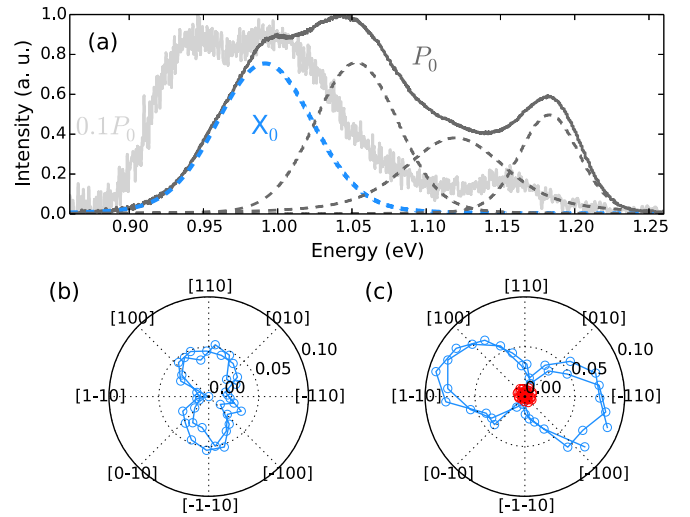 (a)
P0
0.1P0
X0
Intensity (a. u.)
1.0
0.8
0.6
0.4
0.2
0.0
0.90 0.95 1.00 1.05 1.10 1.15 1.20 1.25
Energy (eV)
(b)
[110]
[100] [010]
0.10
0.05
[1-10] 0.00 [-110]
[0-10] [-100]
[-1-10]
(c)
[110]
[100] [010]
0.10
0.05
[1-10] 0.00 [-110]
[0-10] [-100]
[-1-10]